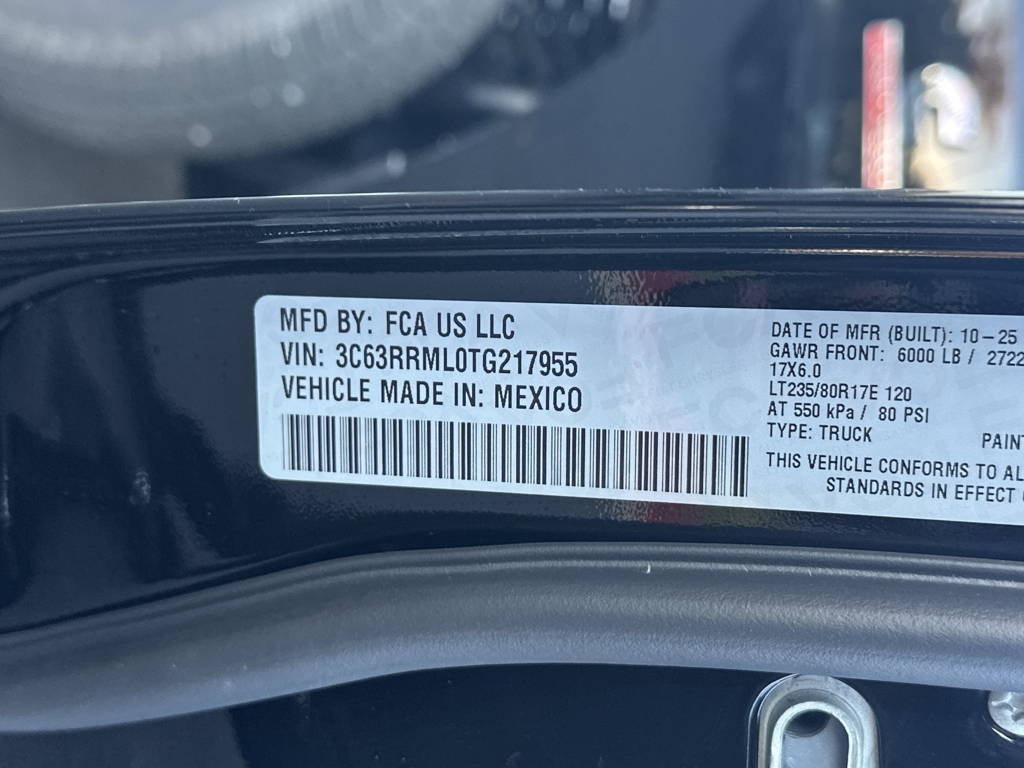 MFD BY: FCA US LLC
VIN: 3C63RRML0TG217955
VEHICLE MADE IN: MEXICO
DATE OF MFR (BUILT): 10-25
GAWR FRONT: 6000 LB / 2722
17X6.0
LT235/80R17E 120
AT 550 kPa / 80 PSI
TYPE: TRUCK
PAINT
THIS VEHICLE CONFORMS TO AL
STANDARDS IN EFFECT